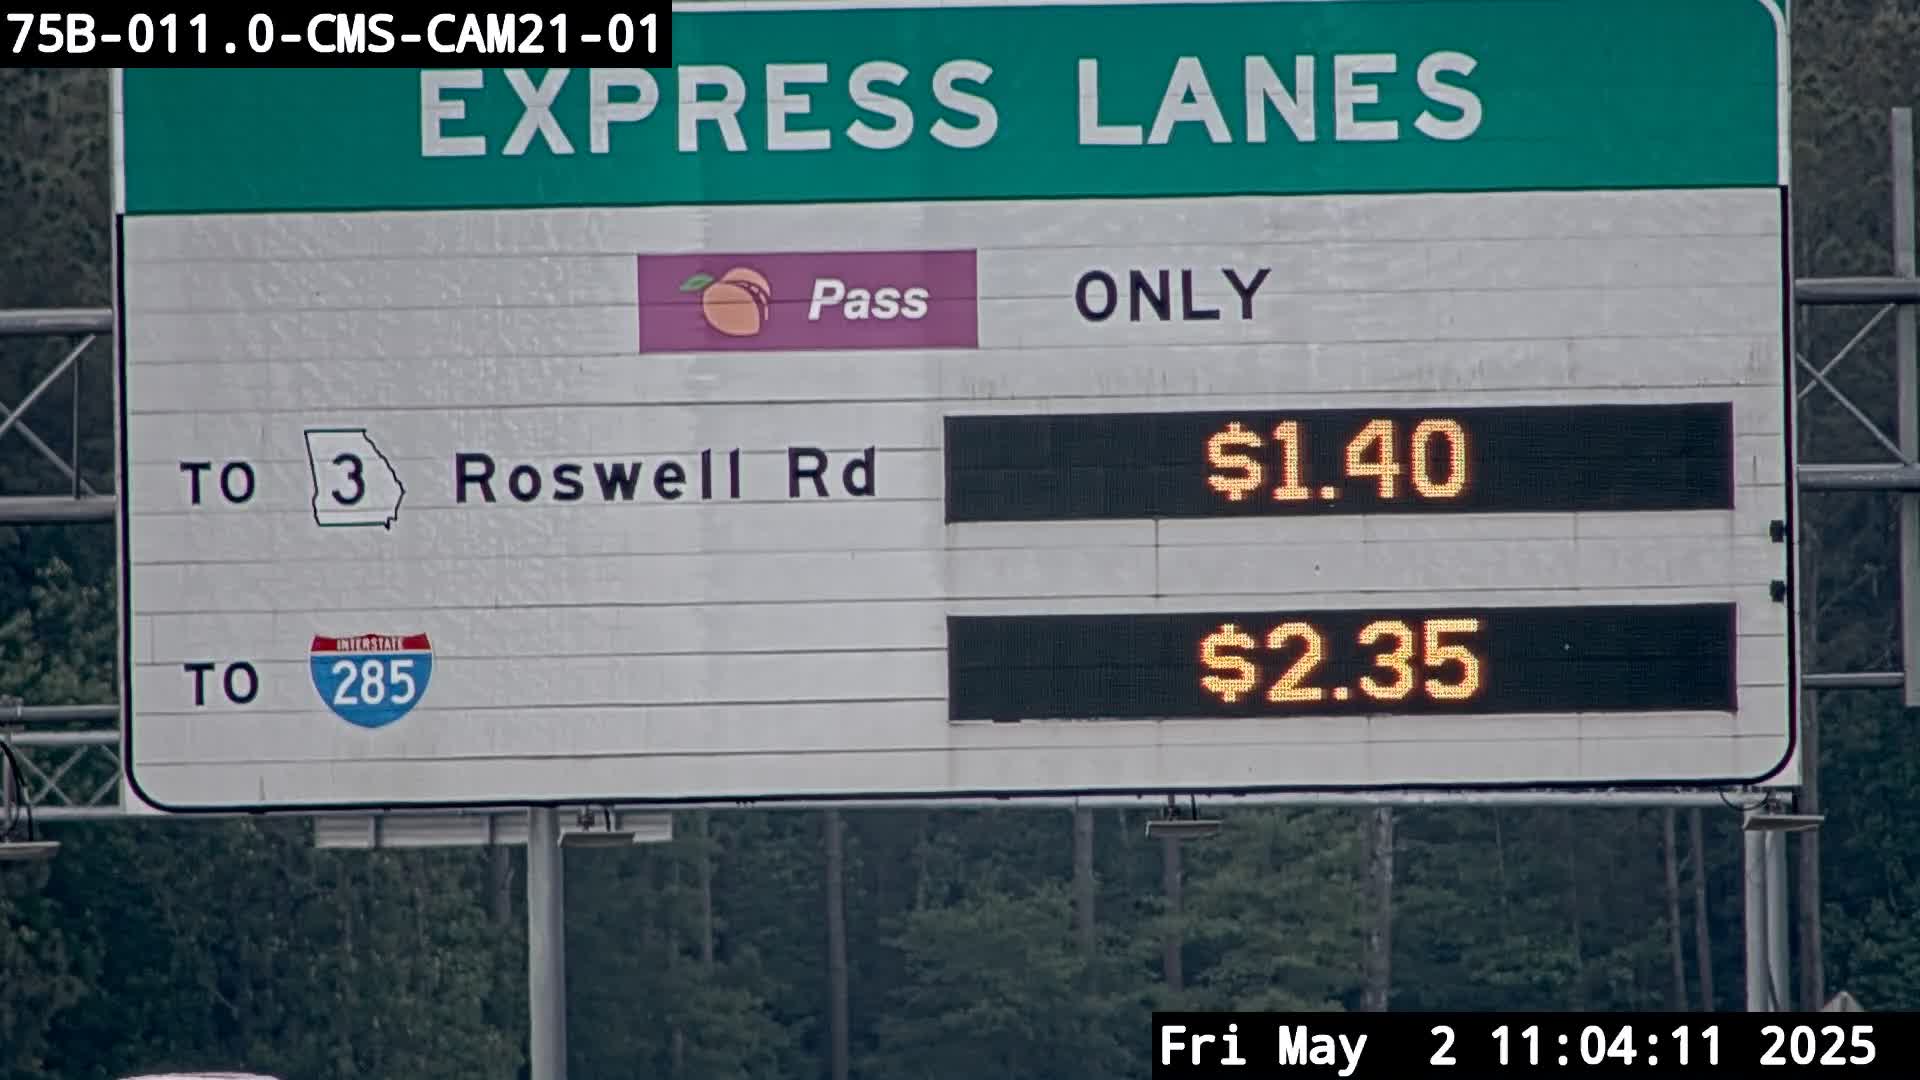 75B-011.0-CMS-CAM21-01
EXPRESS LANES
Pass ONLY
TO 3 Roswell Rd $1.40
INTERSTATE
TO 285 $2.35
Fri May 2 11:04:11 2025